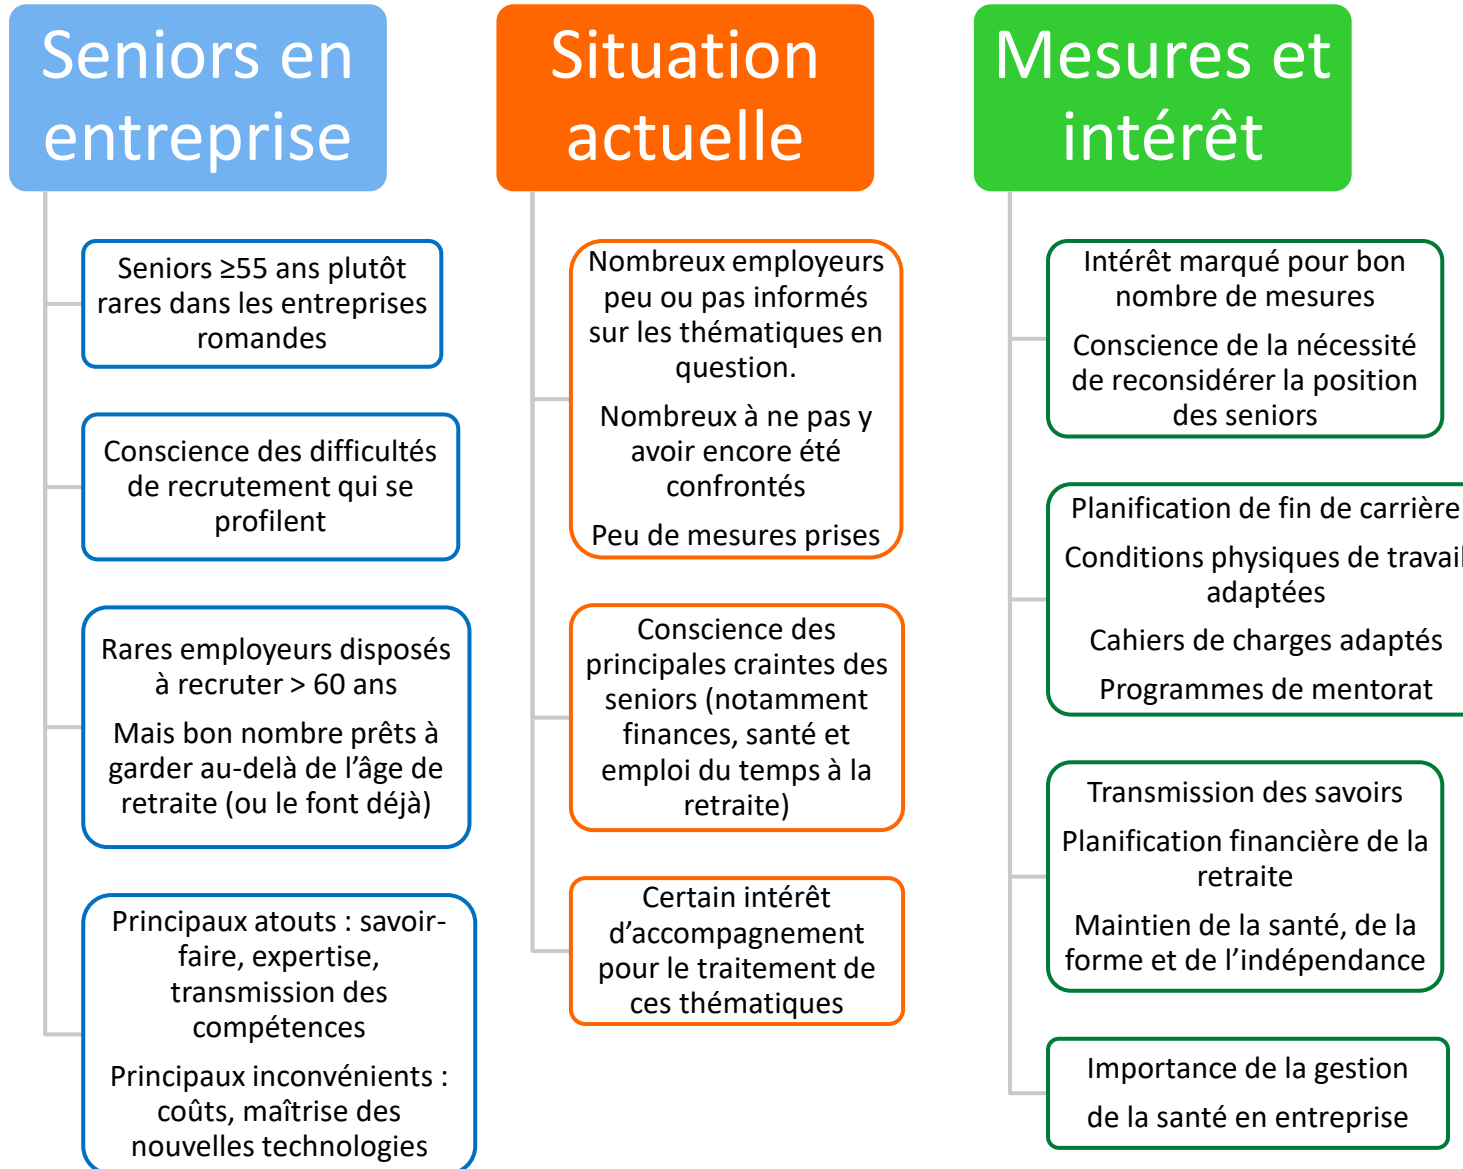 Seniors en
entreprise
Seniors ≥55 ans plutôt
rares dans les entreprises
romandes
Conscience des difficultés
de recrutement qui se
profilent
Rares employeurs disposés
à recruter > 60 ans
Mais bon nombre prêts à
garder au-delà de l’âge de
retraite (ou le font déjà)
Principaux atouts : savoir-
faire, expertise,
transmission des
compétences
Principaux inconvénients :
coûts, maîtrise des
nouvelles technologies
Situation
actuelle
Nombreux employeurs
peu ou pas informés
sur les thématiques en
question.
Nombreux à ne pas y
avoir encore été
confrontés
Peu de mesures prises
Conscience des
principales craintes des
seniors (notamment
finances, santé et
emploi du temps à la
retraite)
Certain intérêt
d’accompagnement
pour le traitement de
ces thématiques
Mesures et
intérêt
Intérêt marqué pour bon
nombre de mesures
Conscience de la nécessité
de reconsidérer la position
des seniors
Planification de fin de carrière
Conditions physiques de travail
adaptées
Cahiers de charges adaptés
Programmes de mentorat
Transmission des savoirs
Planification financière de la
retraite
Maintien de la santé, de la
forme et de l’indépendance
Importance de la gestion
de la santé en entreprise